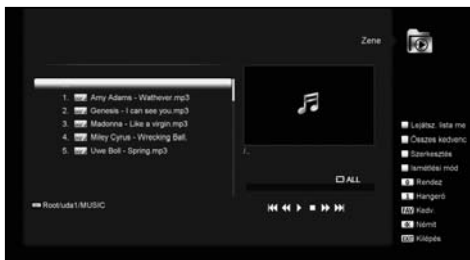 Zene
1. Amy Adams - Wathever.mp3
2. Genesis - I can see you.mp3
3. Madonna - Like a virgin.mp3
4. Miley Cyrus - Wrecking Ball.
5. Uwe Boll - Spring.mp3
/..
ALL
Root/uda1/MUSIC
Lejátsz. lista me
Összes kedvenc
Szerkesztés
Ismétlési mód
Rendez
Hangerő
FAV Kedv.
Némít
EXIT Kilépés